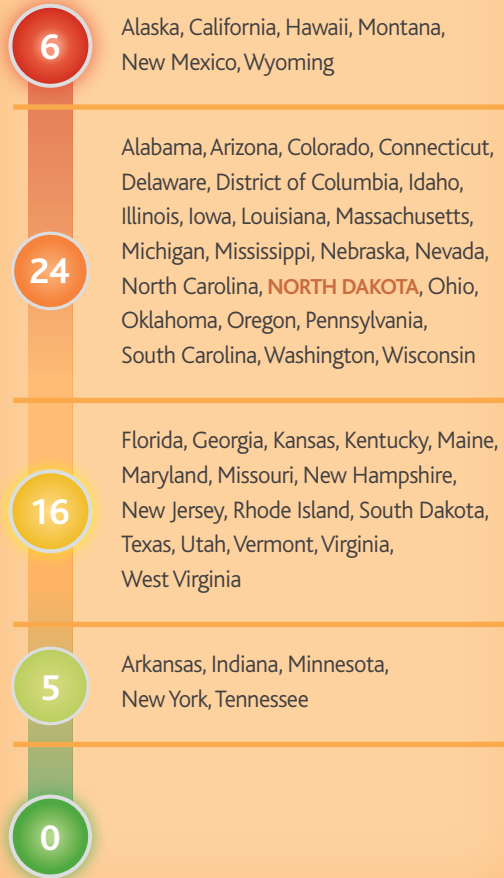 6
Alaska, California, Hawaii, Montana,
New Mexico, Wyoming
24
Alabama, Arizona, Colorado, Connecticut,
Delaware, District of Columbia, Idaho,
Illinois, Iowa, Louisiana, Massachusetts,
Michigan, Mississippi, Nebraska, Nevada,
North Carolina, NORTH DAKOTA, Ohio,
Oklahoma, Oregon, Pennsylvania,
South Carolina, Washington, Wisconsin
16
Florida, Georgia, Kansas, Kentucky, Maine,
Maryland, Missouri, New Hampshire,
New Jersey, Rhode Island, South Dakota,
Texas, Utah, Vermont, Virginia,
West Virginia
5
Arkansas, Indiana, Minnesota,
New York, Tennessee
0